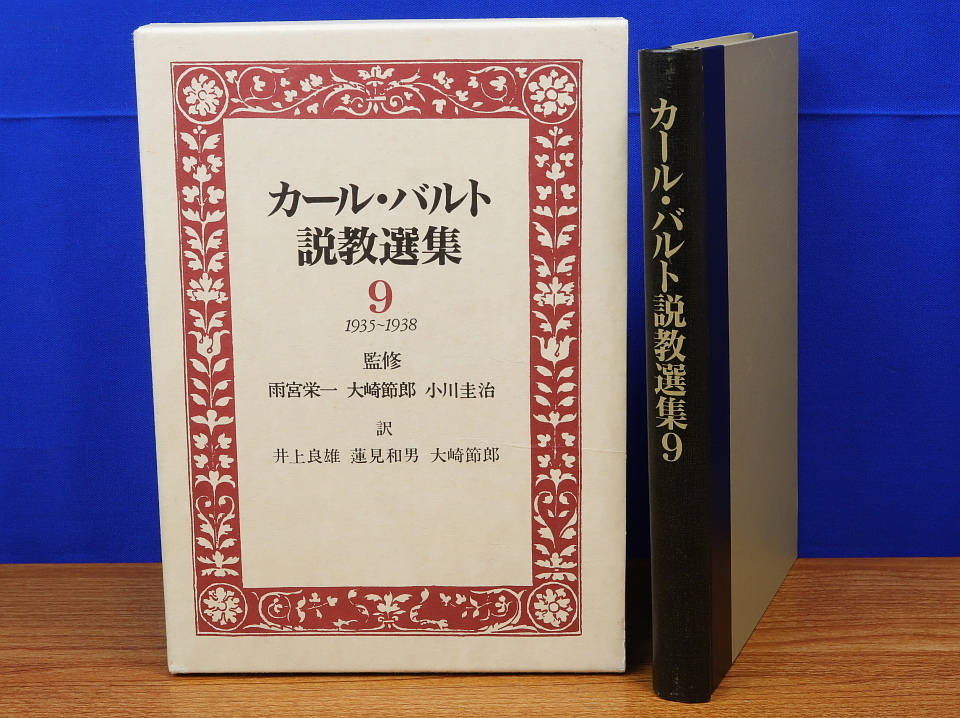 カール・バルト
説教選集
9
1935~1938
監修
雨宮栄一 大崎節郎 小川圭治
訳
井上良雄 蓮見和男 大崎節郎
カール・バルト説教選集9